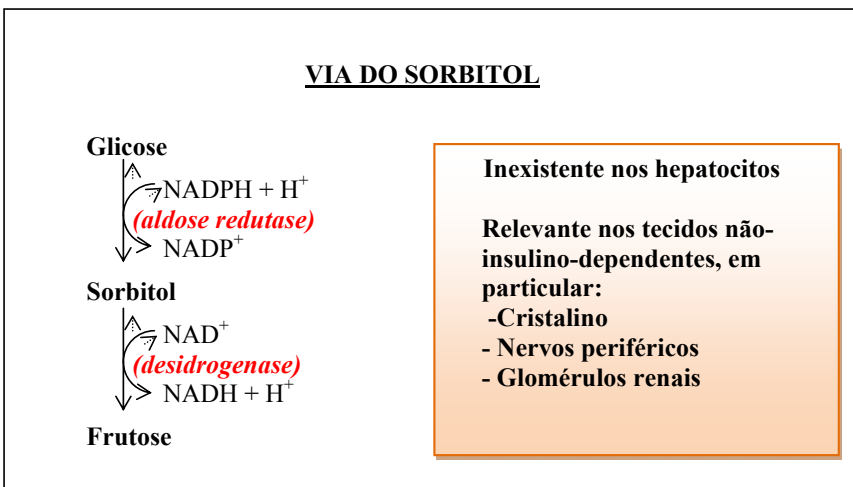 VIA DO SORBITOL
Glicose
NADPH + H⁺
(aldose redutase)
NADP⁺
Sorbitol
NAD⁺
(desidrogenase)
NADH + H⁺
Frutose
Inexistente nos hepatocitos
Relevante nos tecidos não-
insulino-dependentes, em
particular:
-Cristalino
- Nervos periféricos
- Glomérulos renais